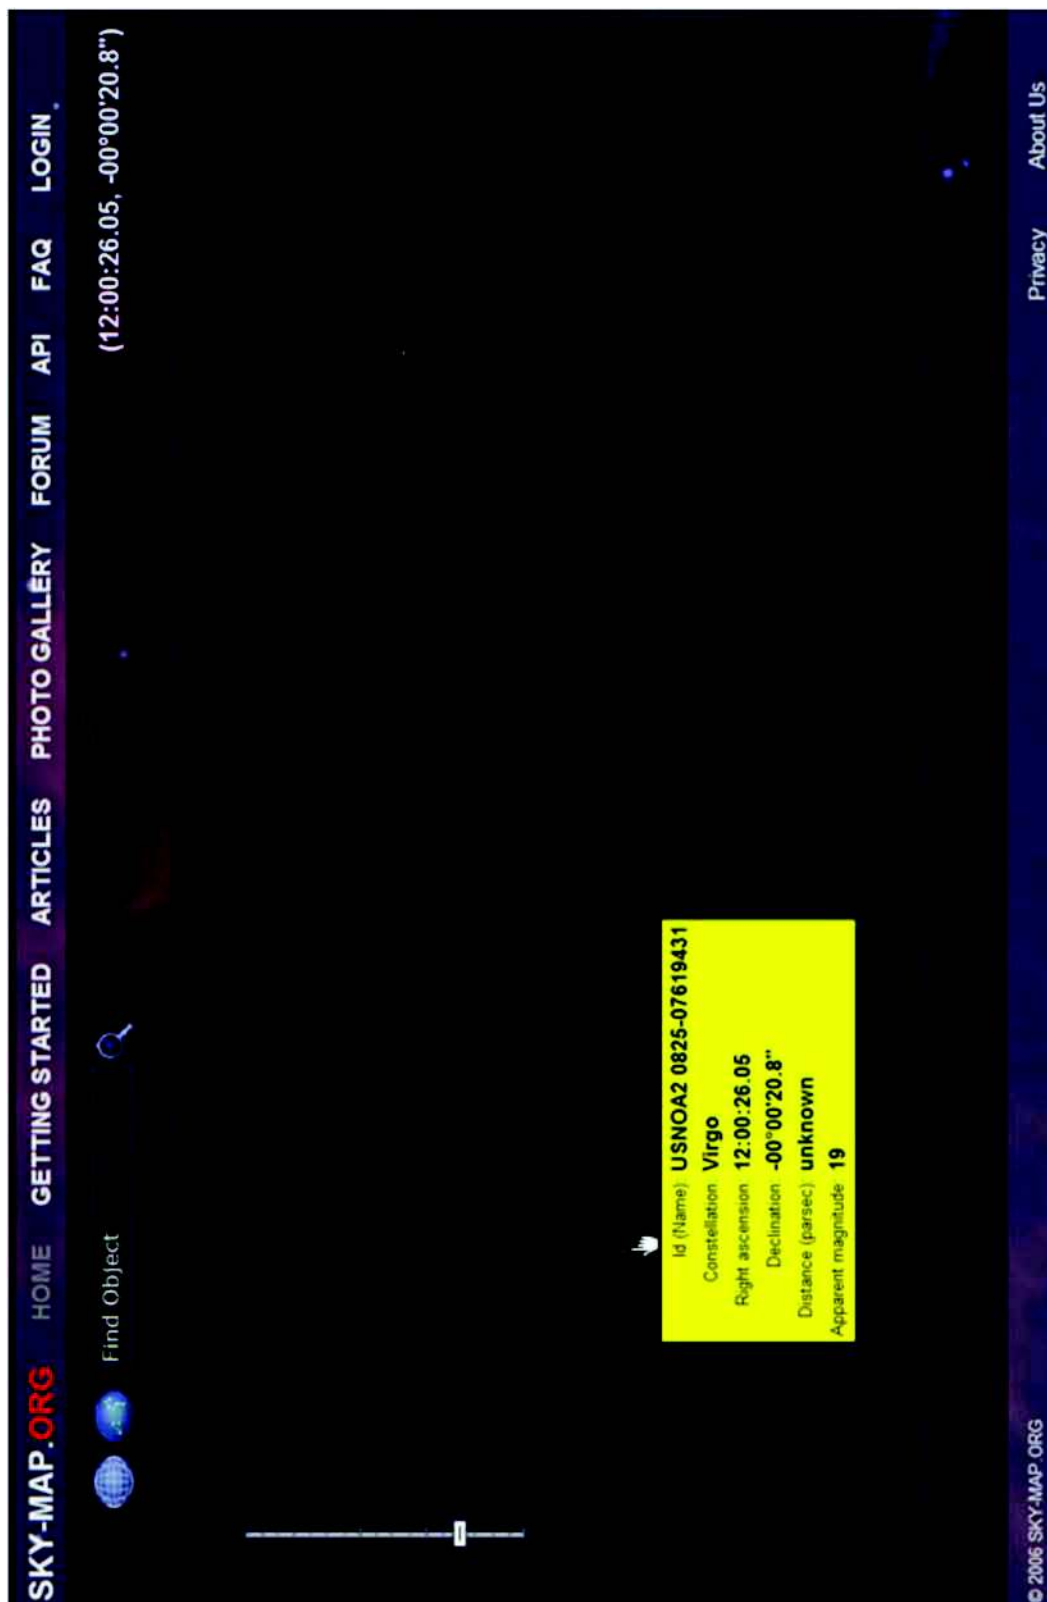 SKY-MAP.ORG HOME GETTING STARTED ARTICLES PHOTO GALLERY FORUM API FAQ LOGIN
Find Object
(12:00:26.05, -00°00'20.8")
Id (Name): USNOA2 0825-07619431
Constellation: Virgo
Right ascension: 12:00:26.05
Declination: -00°00'20.8"
Distance (parsec): unknown
Apparent magnitude: 19
© 2006 SKY-MAP.ORG Privacy About Us